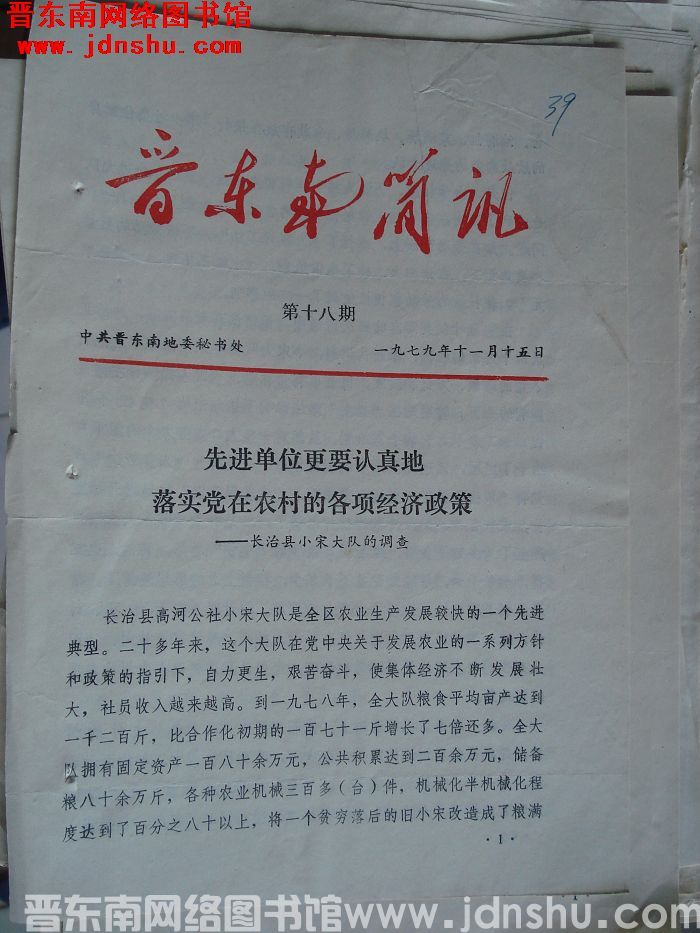 晋东南网络图书馆
www.jdnshu.com
39
晋东南简讯
第十八期
中共晋东南地委秘书处 一九七九年十一月十五日
先进单位更要认真地
落实党在农村的各项经济政策
——长治县小宋大队的调查
长治县高河公社小宋大队是全区农业生产发展较快的一个先进
典型。二十多年来，这个大队在党中央关于发展农业的一系列方针
和政策的指引下，自力更生，艰苦奋斗，使集体经济不断发展壮
大，社员收入越来越高。到一九七八年，全大队粮食平均亩产达到
一千二百斤，比合作化初期的一百七十一斤增长了七倍还多。全大
队拥有固定资产一百八十余万元，公共积累达到二百余万元，储备
粮八十余万斤，各种农业机械三百多（台）件，机械化半机械化程
度达到了百分之八十以上，将一个贫穷落后的旧小宋改造成了粮满
·1·
晋东南网络图书馆www.jdnshu.com